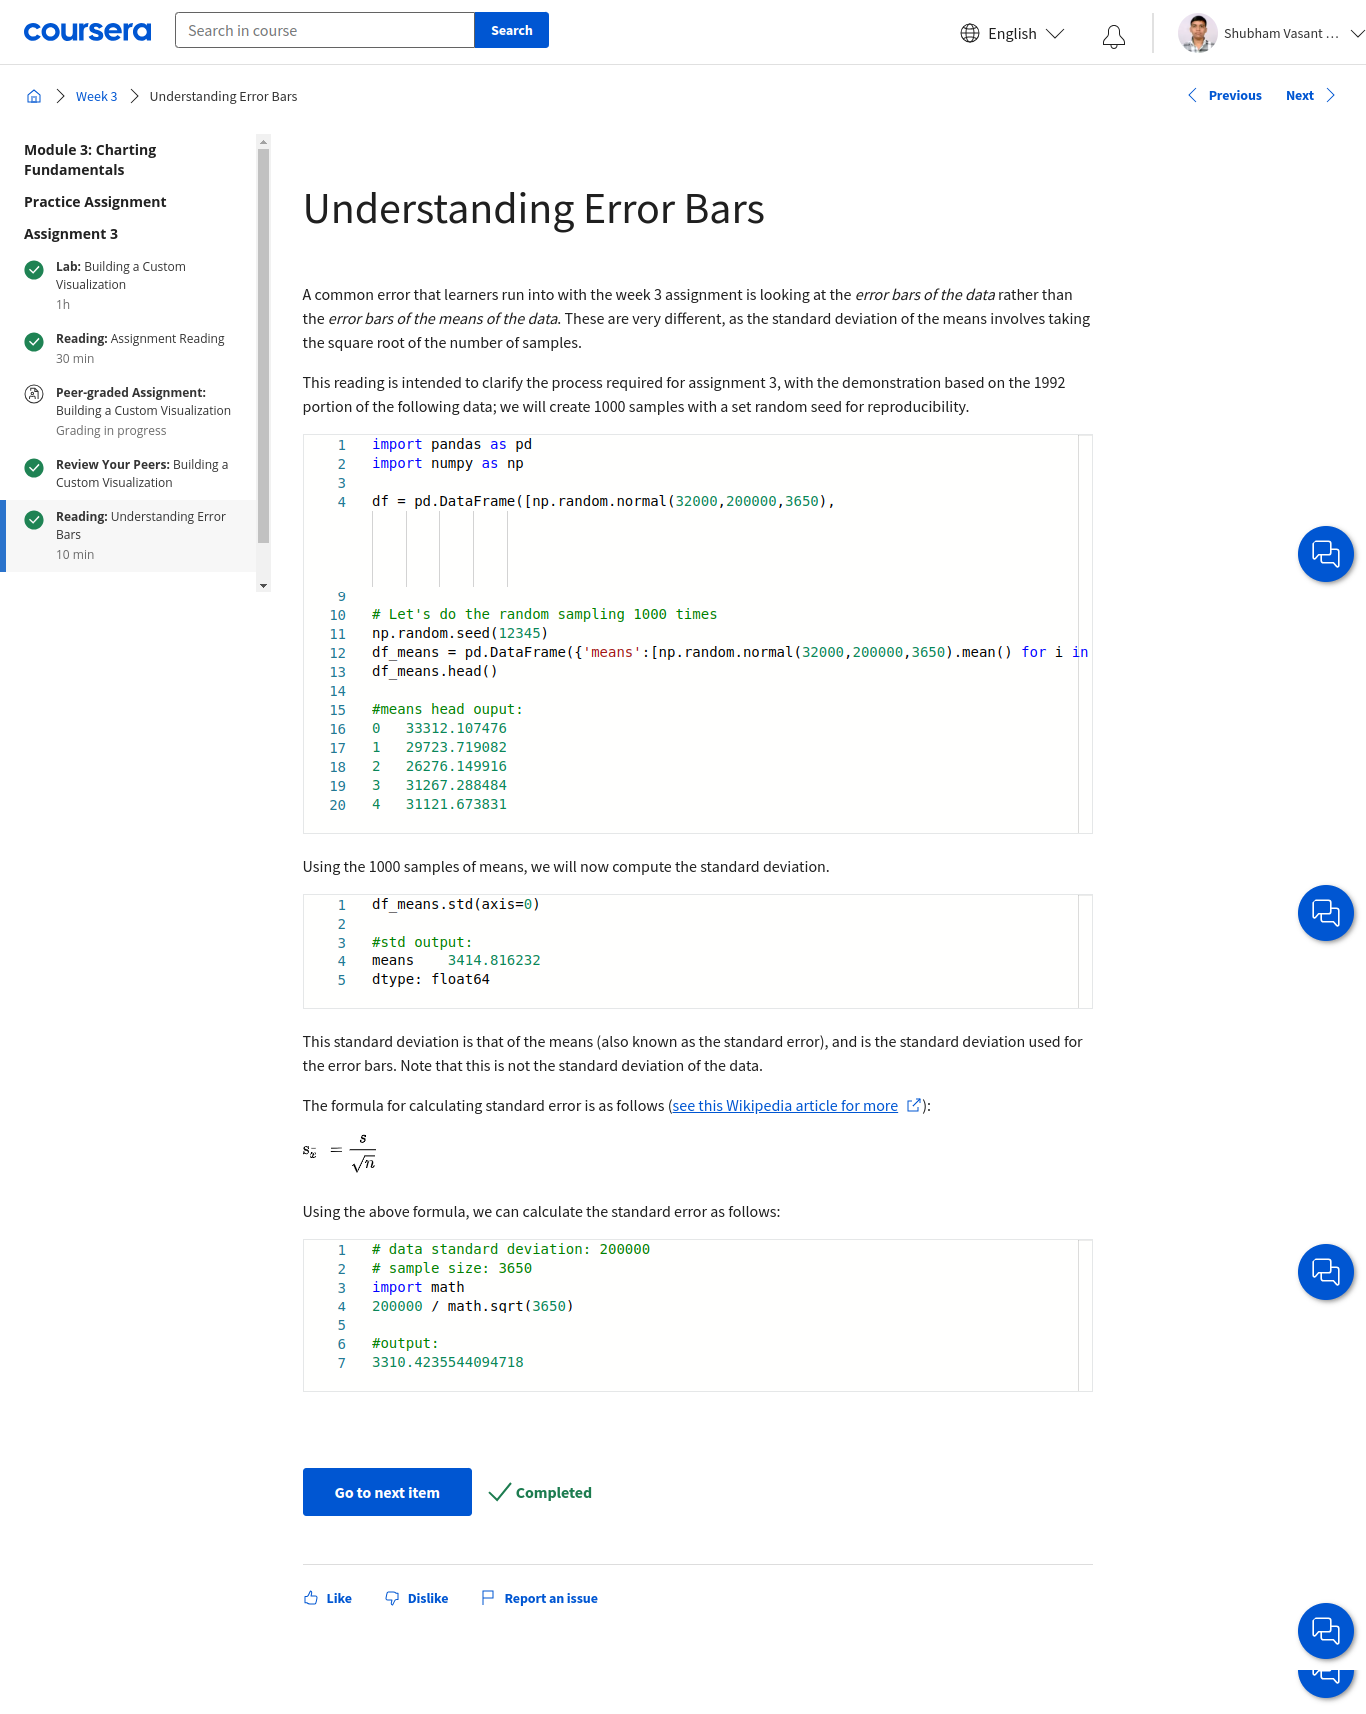 coursera
Search in course
Search
English
Shubham Vasant ...
Week 3
Understanding Error Bars
Previous
Next
Module 3: Charting
Fundamentals
Practice Assignment
Assignment 3
Lab: Building a Custom
Visualization
1h
Reading: Assignment Reading
30 min
Peer-graded Assignment:
Building a Custom Visualization
Grading in progress
Review Your Peers: Building a
Custom Visualization
Reading: Understanding Error
Bars
10 min
Understanding Error Bars
A common error that learners run into with the week 3 assignment is looking at the error bars of the data rather than
the error bars of the means of the data. These are very different, as the standard deviation of the means involves taking
the square root of the number of samples.
This reading is intended to clarify the process required for assignment 3, with the demonstration based on the 1992
portion of the following data; we will create 1000 samples with a set random seed for reproducibility.
1 import pandas as pd
2 import numpy as np
3
4 df = pd.DataFrame([np.random.normal(32000,200000,3650),
9
10 # Let's do the random sampling 1000 times
11 np.random.seed(12345)
12 df_means = pd.DataFrame({'means':[np.random.normal(32000,200000,3650).mean() for i in
13 df_means.head()
14
15 #means head ouput:
16 0 33312.107476
17 1 29723.719082
18 2 26276.149916
19 3 31267.288484
20 4 31121.673831
Using the 1000 samples of means, we will now compute the standard deviation.
1 df_means.std(axis=0)
2
3 #std output:
4 means 3414.816232
5 dtype: float64
This standard deviation is that of the means (also known as the standard error), and is the standard deviation used for
the error bars. Note that this is not the standard deviation of the data.
The formula for calculating standard error is as follows (see this Wikipedia article for more ):
s_x̄ = s/√n
Using the above formula, we can calculate the standard error as follows:
1 # data standard deviation: 200000
2 # sample size: 3650
3 import math
4 200000 / math.sqrt(3650)
5
6 #output:
7 3310.4235544094718
Go to next item
Completed
Like
Dislike
Report an issue